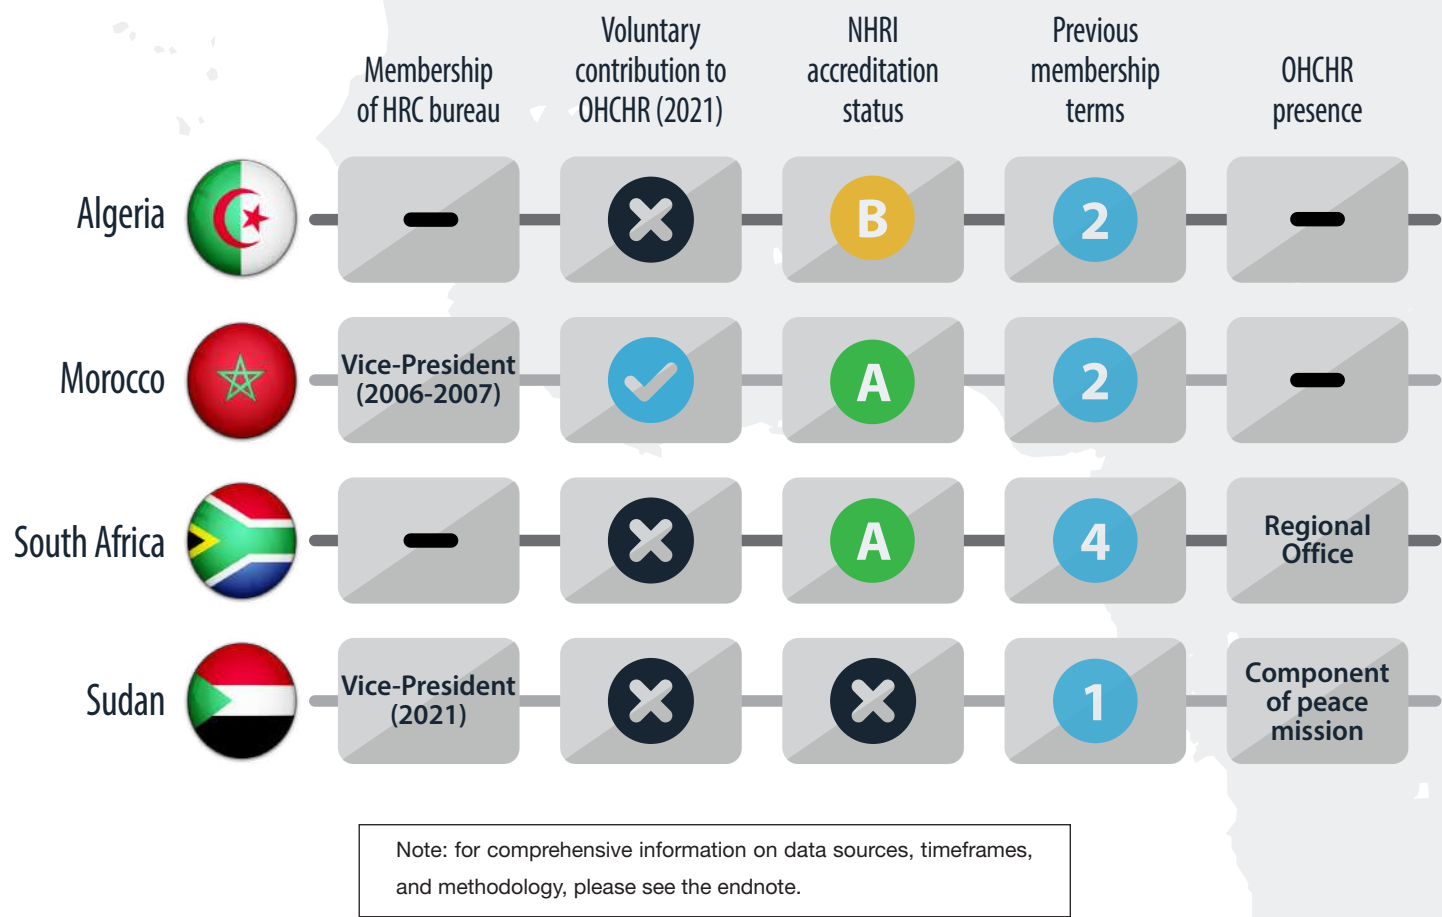 Membership
of HRC bureau
Voluntary
contribution to
OHCHR (2021)
NHRI
accreditation
status
Previous
membership
terms
OHCHR
presence
Algeria
B
2
Morocco
Vice-President
(2006-2007)
A
2
South Africa
A
4
Regional
Office
Sudan
Vice-President
(2021)
1
Component
of peace
mission
Note: for comprehensive information on data sources, timeframes,
and methodology, please see the endnote.